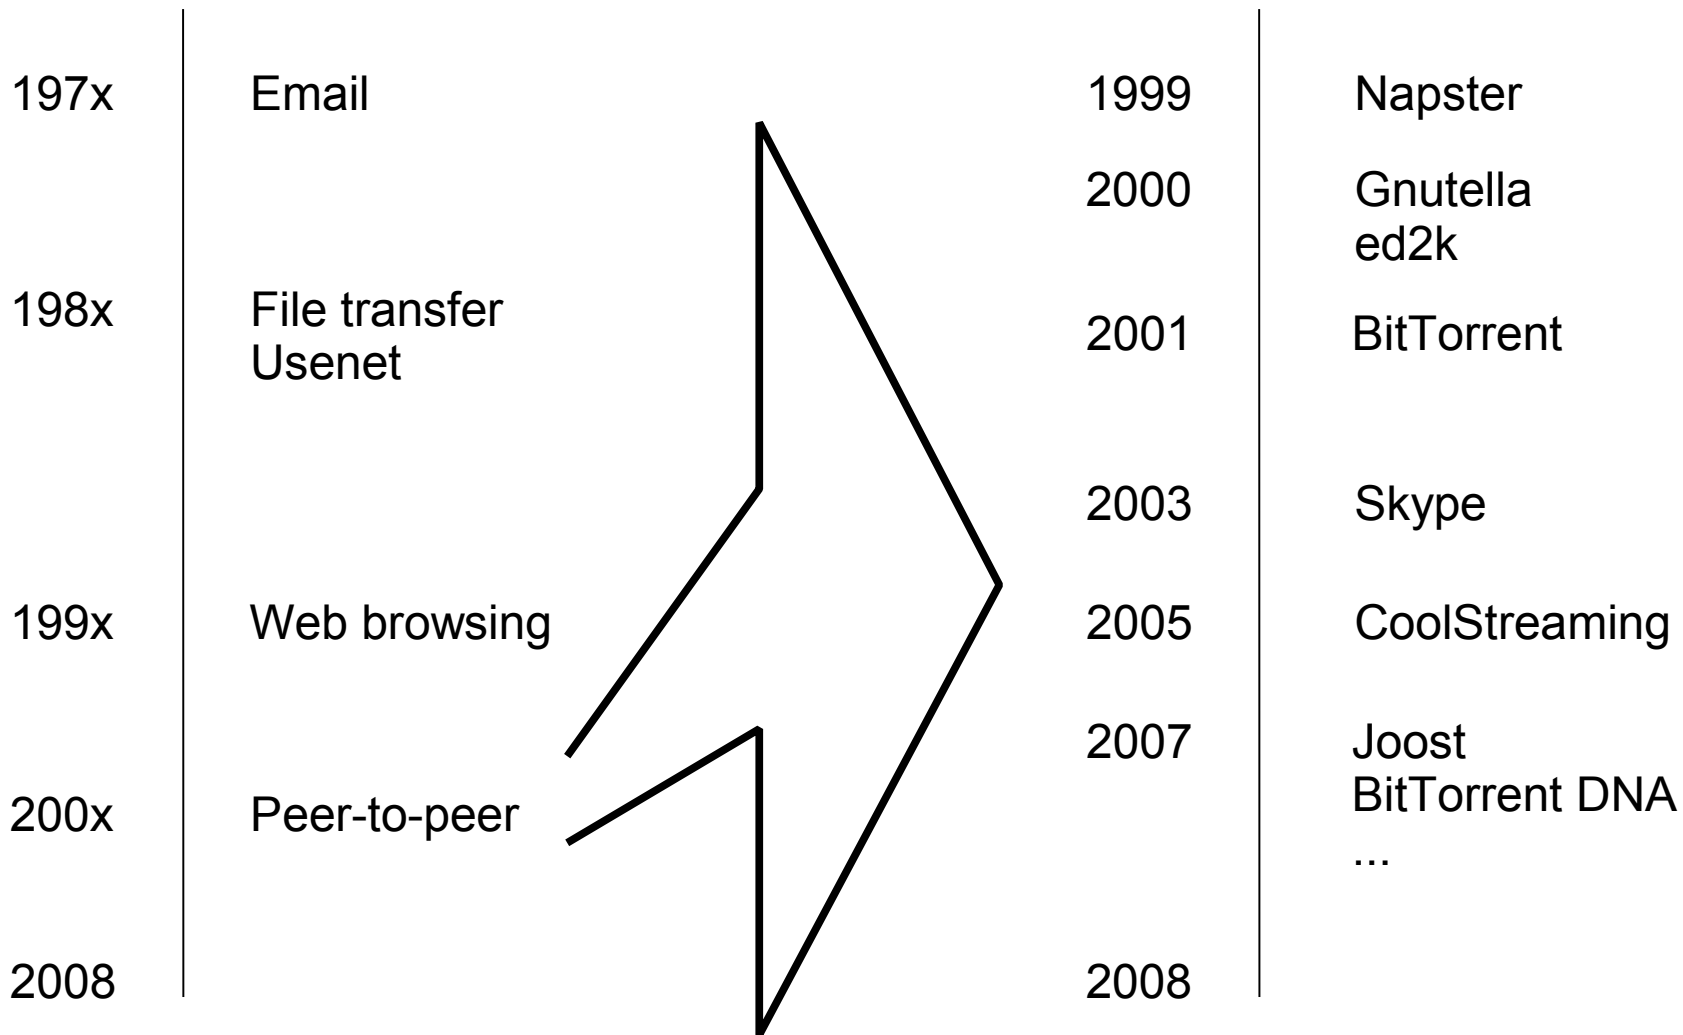 197x Email
198x File transfer
Usenet
199x Web browsing
200x Peer-to-peer
2008
1999 Napster
2000 Gnutella
ed2k
2001 BitTorrent
2003 Skype
2005 CoolStreaming
2007 Joost
BitTorrent DNA
...
2008